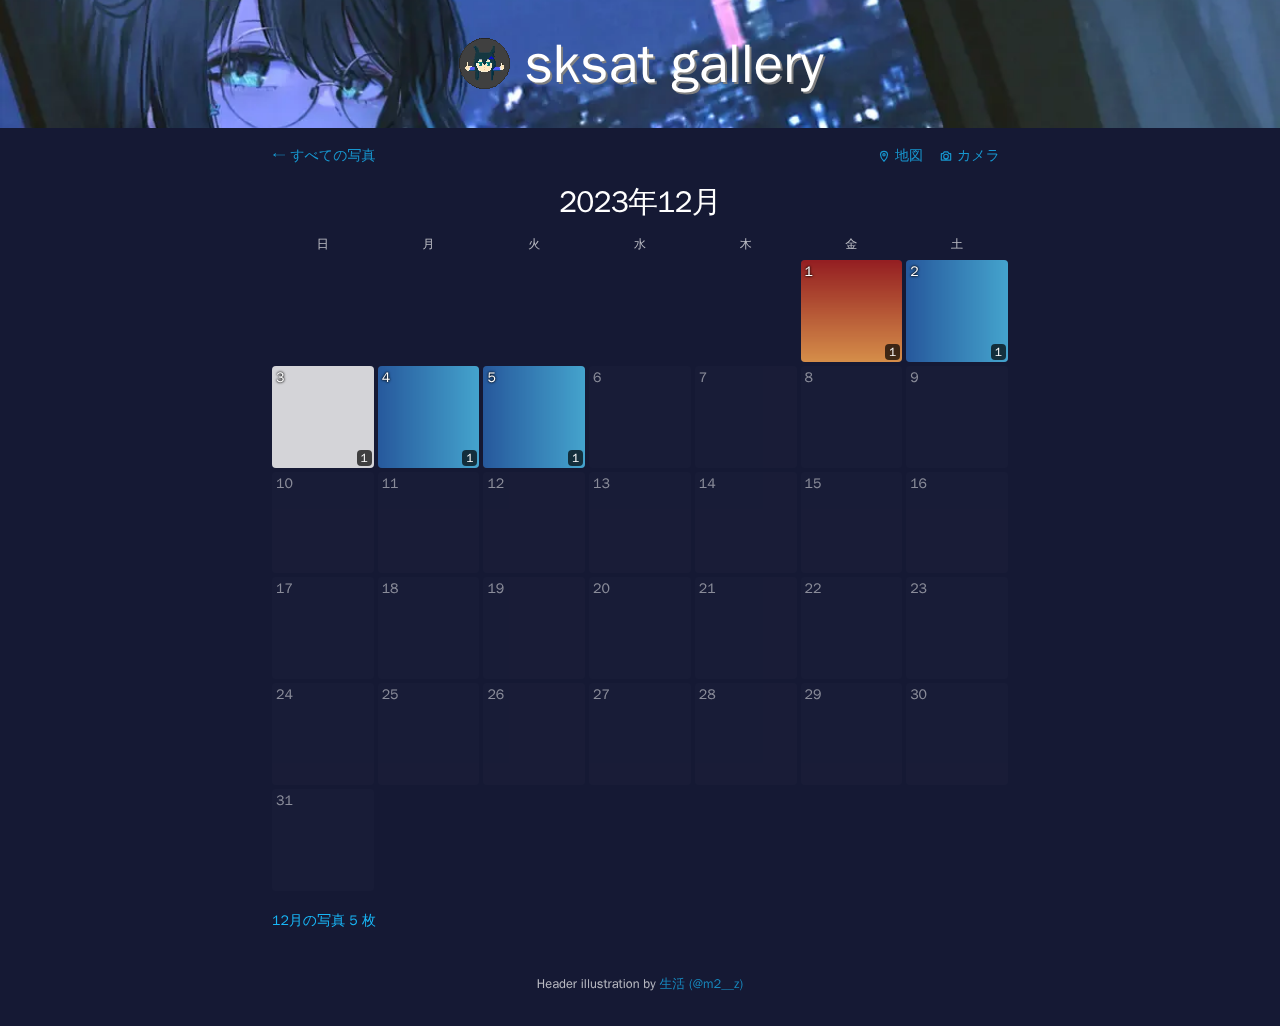 sksat gallery
← すべての写真
地図 カメラ
2023年12月
日 月 火 水 木 金 土
1 2
1 1
3 4 5 6 7 8 9
1 1 1
10 11 12 13 14 15 16
17 18 19 20 21 22 23
24 25 26 27 28 29 30
31
12月の写真 5 枚
Header illustration by 生活 (@m2__z)